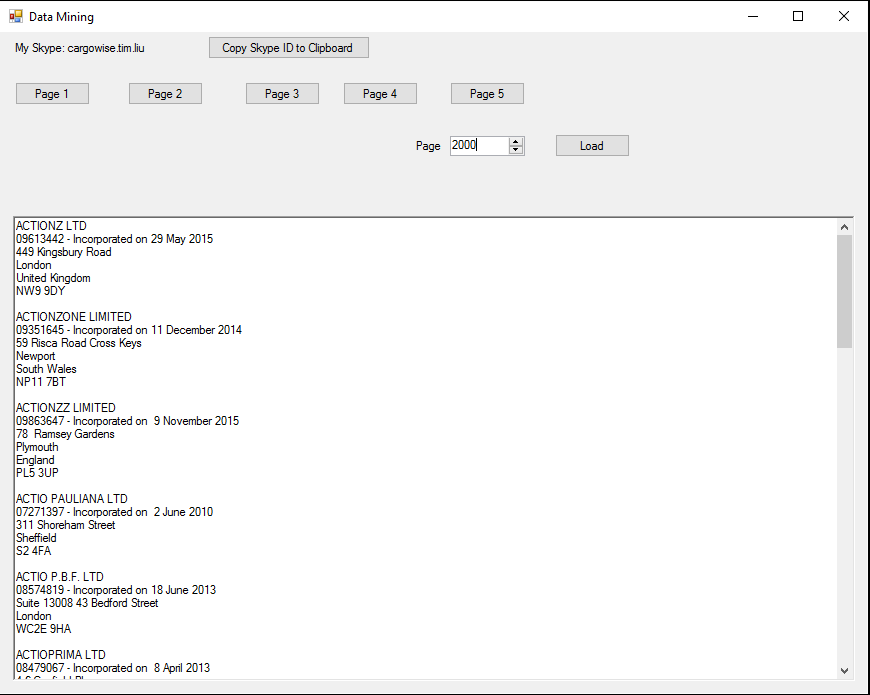 Data Mining
My Skype: cargowise.tim.liu
Copy Skype ID to Clipboard
Page 1
Page 2
Page 3
Page 4
Page 5
Page 2000
Load
ACTIONZ LTD
09613442 - Incorporated on 29 May 2015
449 Kingsbury Road
London
United Kingdom
NW9 9DY
ACTIONZONE LIMITED
09351645 - Incorporated on 11 December 2014
59 Risca Road Cross Keys
Newport
South Wales
NP11 7BT
ACTIONZZ LIMITED
09863647 - Incorporated on  9 November 2015
78  Ramsey Gardens
Plymouth
England
PL5 3UP
ACTIO PAULIANA LTD
07271397 - Incorporated on  2 June 2010
311 Shoreham Street
Sheffield
S2 4FA
ACTIO P.B.F. LTD
08574819 - Incorporated on 18 June 2013
Suite 13008 43 Bedford Street
London
WC2E 9HA
ACTIOPRIMA LTD
08479067 - Incorporated on  8 April 2013